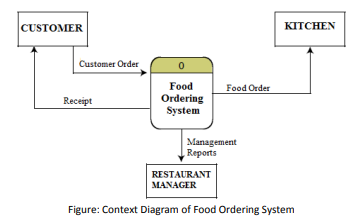 CUSTOMER
KITCHEN
Customer Order
0
Food
Ordering
System
Food Order
Receipt
Management
Reports
RESTAURANT
MANAGER
Figure: Context Diagram of Food Ordering System